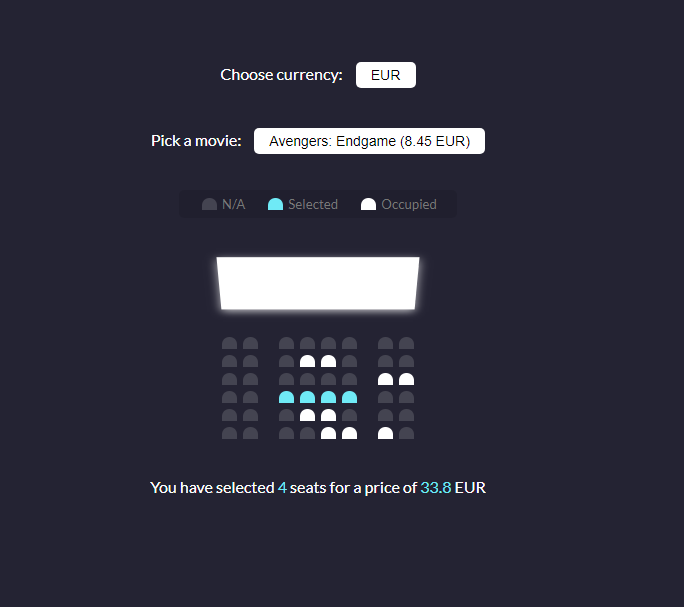 Choose currency: EUR
Pick a movie: Avengers: Endgame (8.45 EUR)
N/A Selected Occupied
You have selected 4 seats for a price of 33.8 EUR